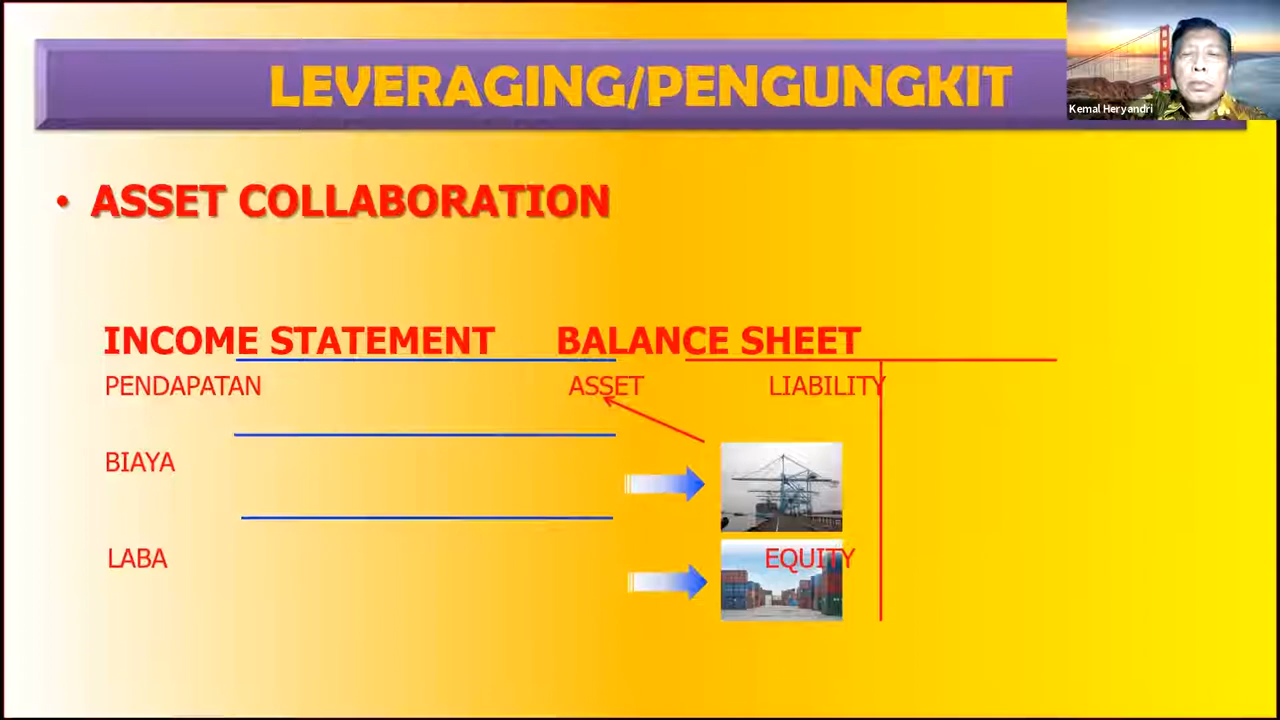 LEVERAGING/PENGUNGKIT
Kemal Heryandri
• ASSET COLLABORATION
INCOME STATEMENT BALANCE SHEET
PENDAPATAN ASSET LIABILITY
BIAYA
LABA EQUITY